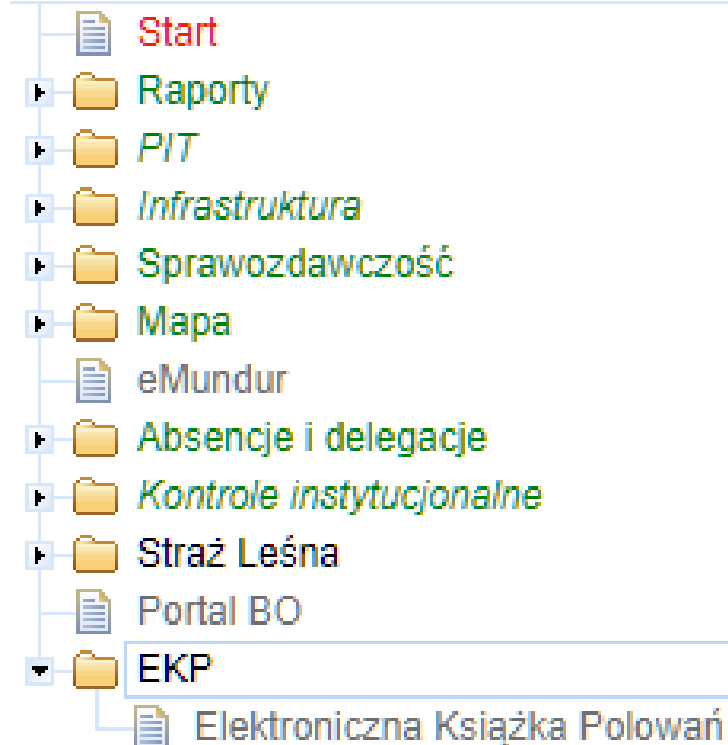 Start
Raporty
PIT
Infrastruktura
Sprawozdawczość
Mapa
eMundur
Absencje i delegacje
Kontrole instytucjonalne
Straż Leśna
Portal BO
EKP
Elektroniczna Książka Polowań